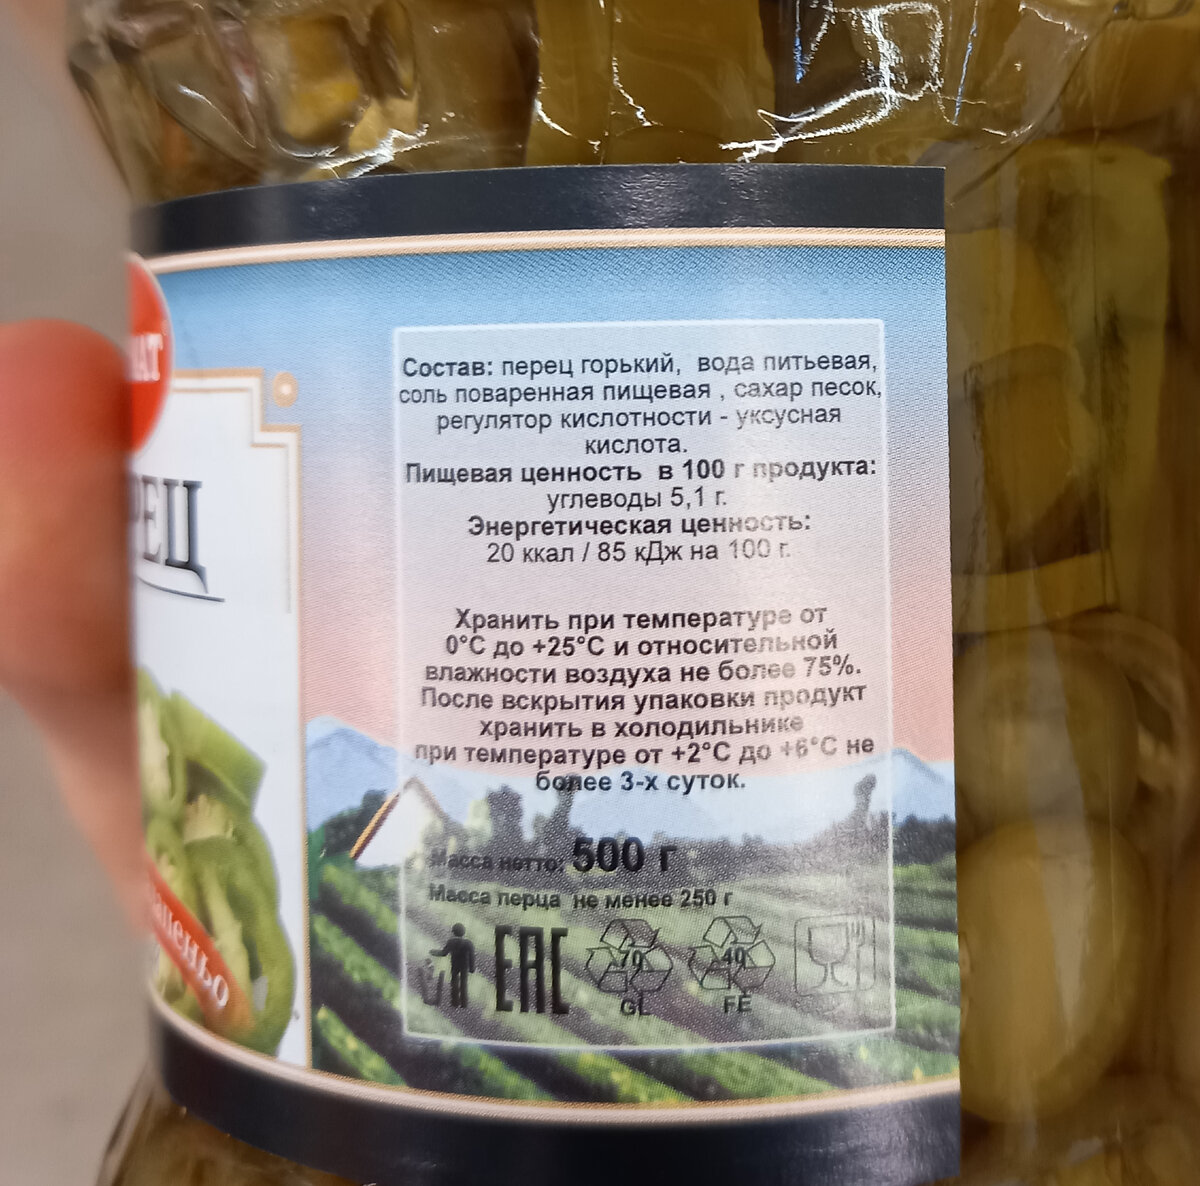 АТ
РЕЦ
Состав: перец горький, вода питьевая,
соль поваренная пищевая , сахар песок,
регулятор кислотности - уксусная
кислота.
Пищевая ценность в 100 г продукта:
углеводы 5,1 г.
Энергетическая ценность:
20 ккал / 85 кДж на 100 г.
Хранить при температуре от
0°С до +25°С и относительной
влажности воздуха не более 75%.
После вскрытия упаковки продукт
хранить в холодильнике
при температуре от +2°С до +6°С не
более 3-х суток.
Масса нетто: 500 г
Масса перца не менее 250 г
EAC 70 40
GL FE
апеньо